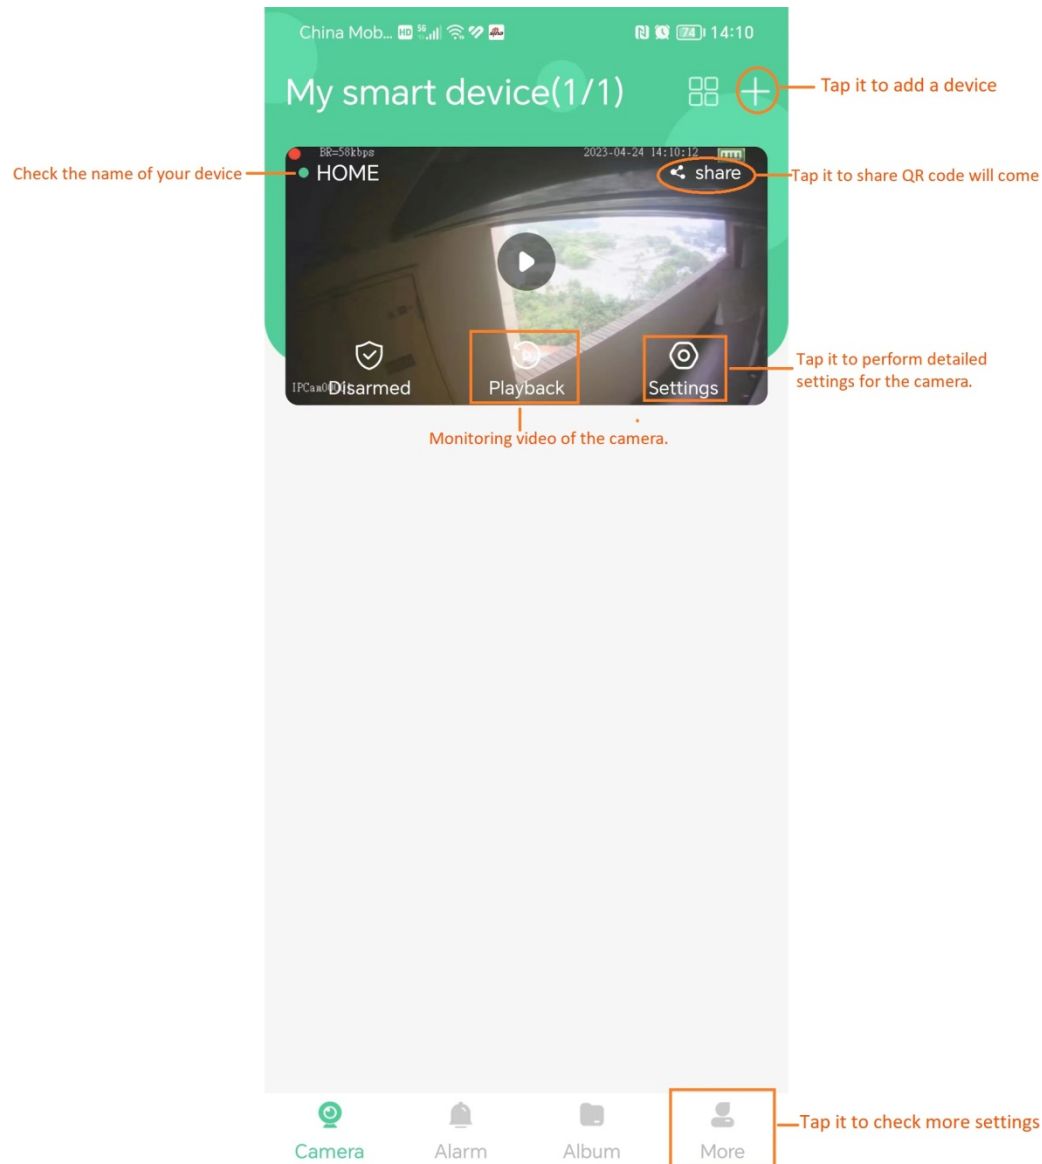 China Mob... HD 5G 74 14:10
My smart device(1/1)
Tap it to add a device
BR=58kbps 2023-04-24 14:10:12
Check the name of your device
HOME
share
Tap it to share QR code will come
Disarmed
Playback
Settings
Tap it to perform detailed
settings for the camera.
Monitoring video of the camera.
Camera
Alarm
Album
More
Tap it to check more settings